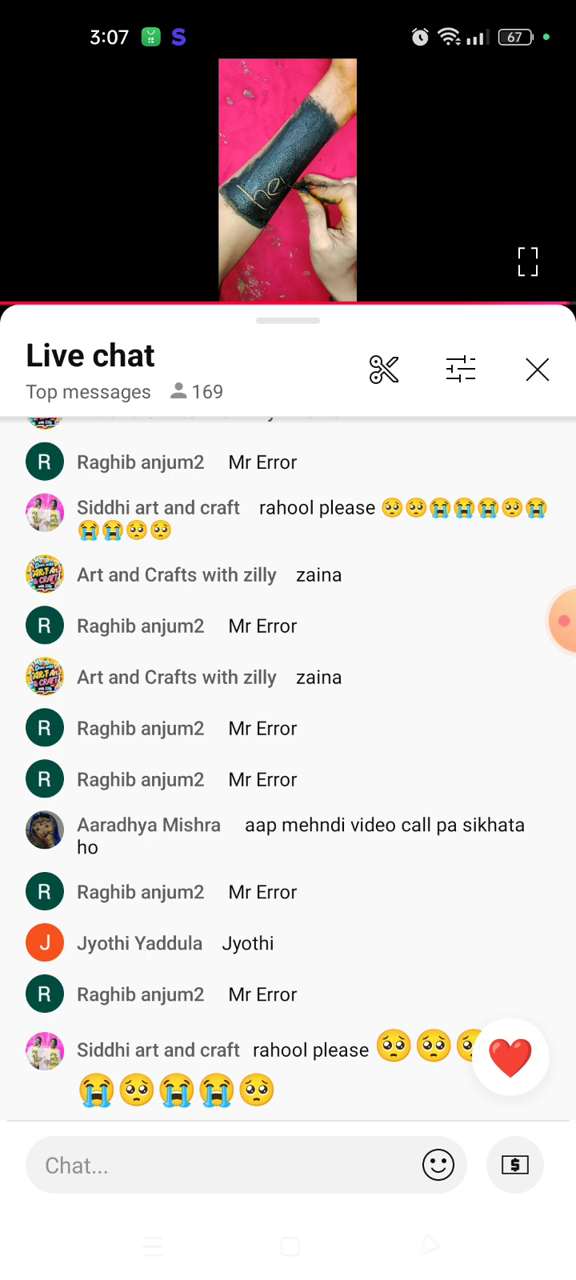 3:07 S 67
he
Live chat
Top messages 169
R Raghib anjum2 Mr Error
Siddhi art and craft rahool please 🥺🥺😭😭😭🥺😭
😭😭🥺🥺
Art and Crafts with zilly zaina
R Raghib anjum2 Mr Error
Art and Crafts with zilly zaina
R Raghib anjum2 Mr Error
R Raghib anjum2 Mr Error
Aaradhya Mishra aap mehndi video call pa sikhata
ho
R Raghib anjum2 Mr Error
J Jyothi Yaddula Jyothi
R Raghib anjum2 Mr Error
Siddhi art and craft rahool please 🥺🥺🥺
😭🥺😭😭🥺
Chat... $